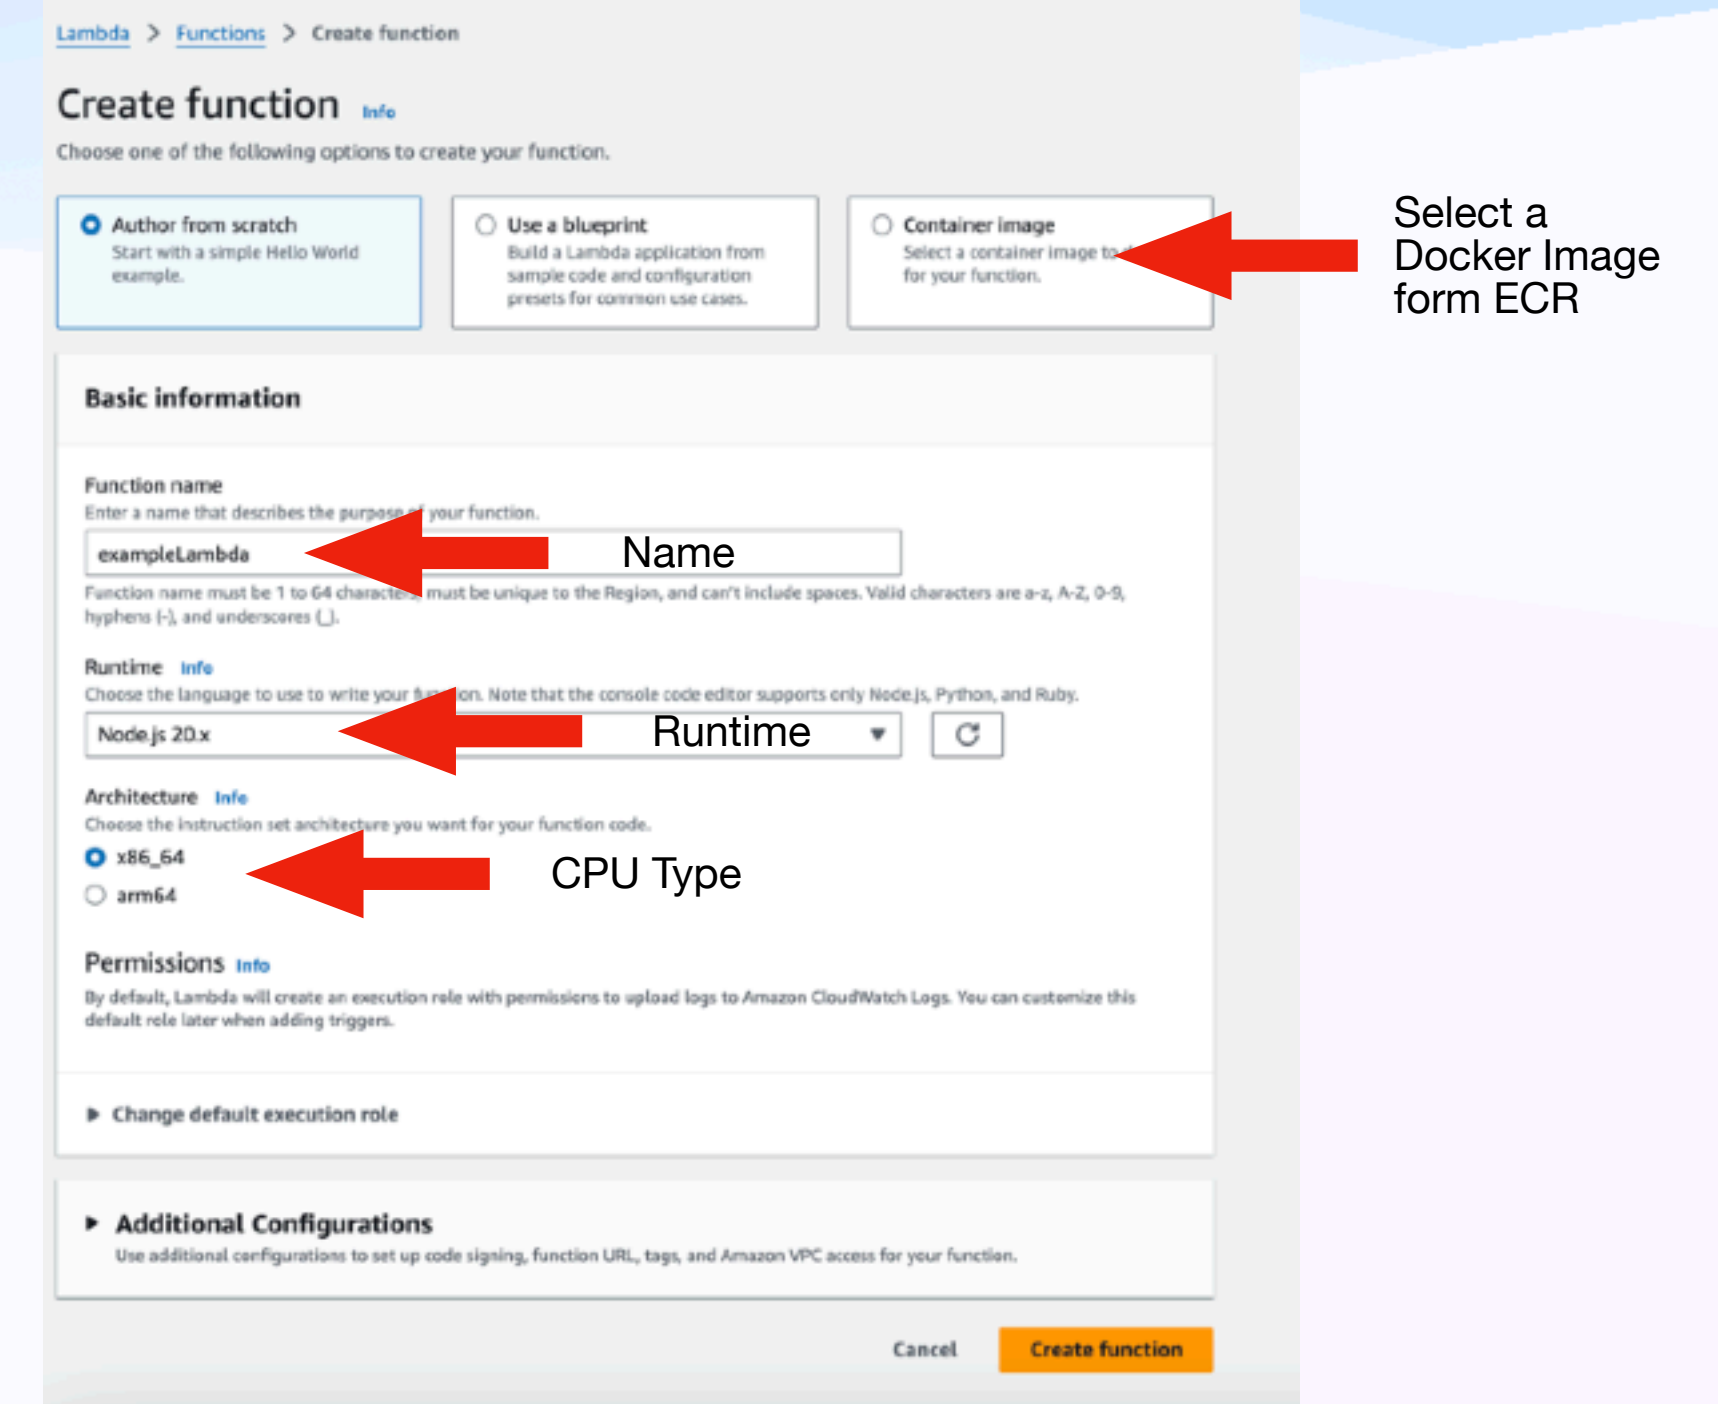 Lambda > Functions > Create function
Create function Info
Choose one of the following options to create your function.
Author from scratch
Start with a simple Hello World
example.
Use a blueprint
Build a Lambda application from
sample code and configuration
presets for common use cases.
Container image
Select a container image to
for your function.
Select a
Docker Image
form ECR
Basic information
Function name
Enter a name that describes the purpose of your function.
exampleLambda
Name
Function name must be 1 to 64 characters, must be unique to the Region, and can't include spaces. Valid characters are a-z, A-Z, 0-9,
hyphens (-), and underscores (_).
Runtime Info
Choose the language to use to write your function. Note that the console code editor supports only Node.js, Python, and Ruby.
Node.js 20.x
Runtime
Architecture Info
Choose the instruction set architecture you want for your function code.
x86_64
arm64
CPU Type
Permissions Info
By default, Lambda will create an execution role with permissions to upload logs to Amazon CloudWatch Logs. You can customize this
default role later when adding triggers.
Change default execution role
Additional Configurations
Use additional configurations to set up code signing, function URL, tags, and Amazon VPC access for your function.
Cancel
Create function